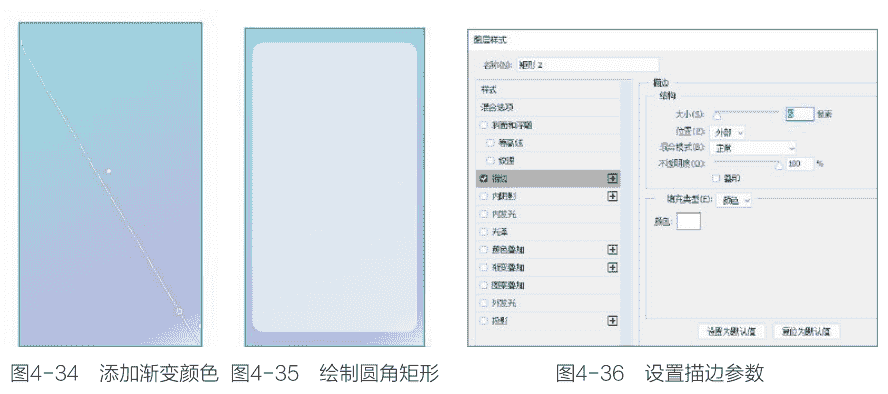 图层样式
名称(N): 矩形 2
样式
混合选项
斜面和浮雕
等高线
纹理
描边
内阴影
内发光
光泽
颜色叠加
渐变叠加
图案叠加
外发光
投影
描边
结构
大小(S): 像素
位置(P): 外部
混合模式(B): 正常
不透明度(O): 100 %
叠印
填充类型(F): 颜色
颜色:
设置为默认值 复位为默认值
图4-34 添加渐变颜色 图4-35 绘制圆角矩形 图4-36 设置描边参数